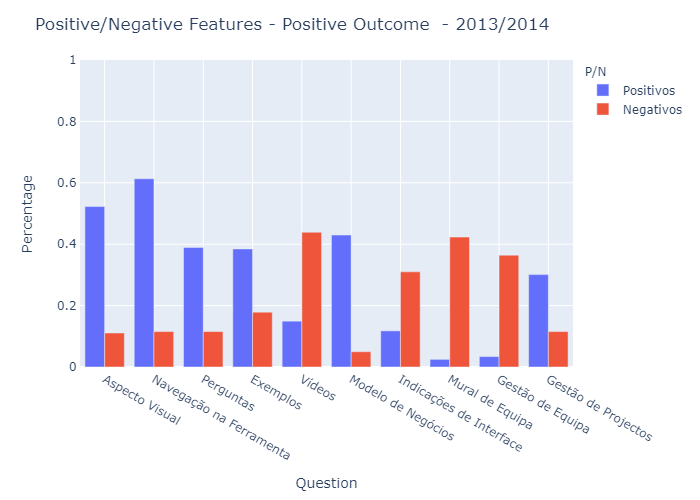 Positive/Negative Features - Positive Outcome  - 2013/2014
P/N
Positivos
Negativos
Percentage
1
0.8
0.6
0.4
0.2
0
Aspecto Visual
Navegação na Ferramenta
Perguntas
Exemplos
Vídeos
Modelo de Negócios
Indicações de Interface
Mural de Equipa
Gestão de Equipa
Gestão de Projectos
Question